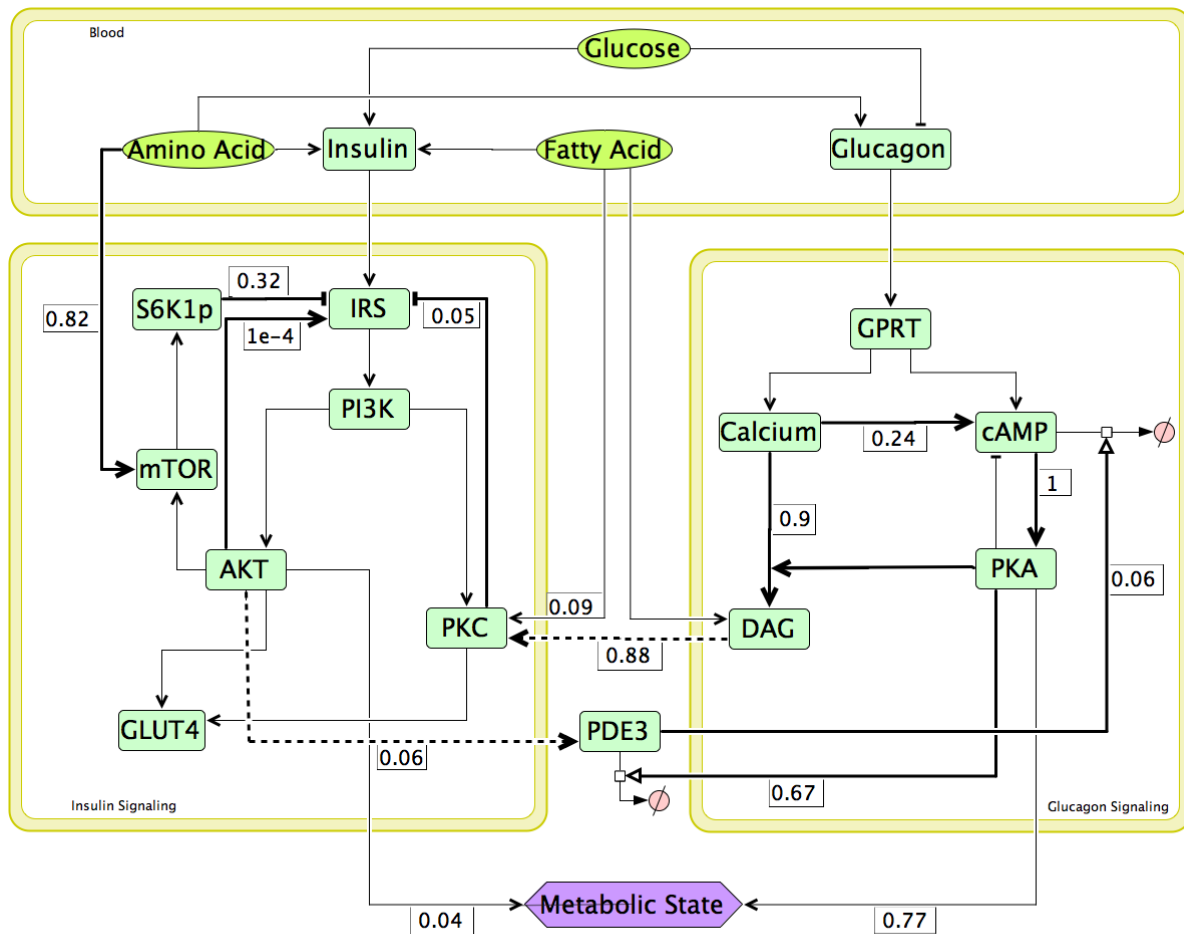 Blood
Glucose
Amino Acid
Insulin
Fatty Acid
Glucagon
S6K1p
0.32
IRS
0.05
0.82
1e-4
GPRT
PI3K
Calcium
0.24
cAMP
mTOR
1
0.9
AKT
PKA
0.06
0.09
PKC
DAG
0.88
GLUT4
PDE3
0.06
0.67
Insulin Signaling
Glucagon Signaling
Metabolic State
0.04
0.77